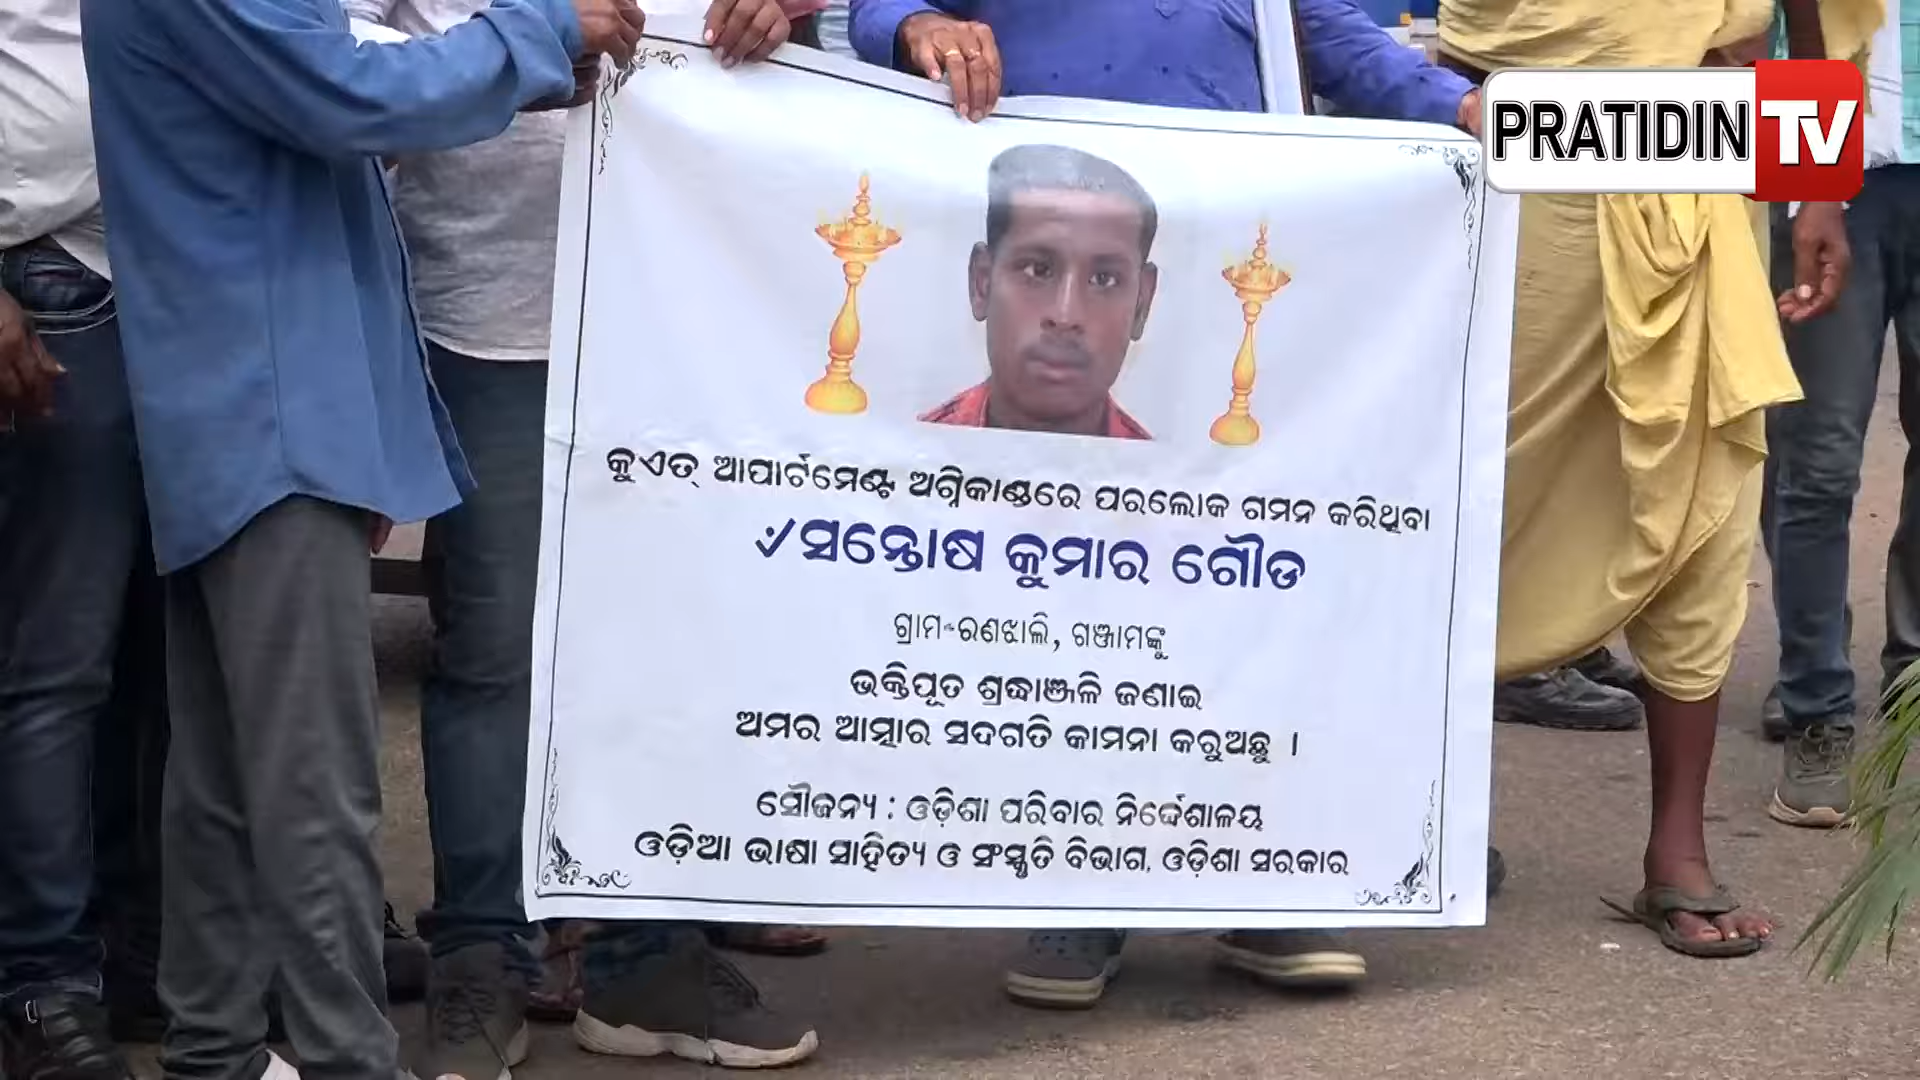 PRATIDIN TV
କୁଏତ୍ ଆପାର୍ଟମେଣ୍ଟ ଅଗ୍ନିକାଣ୍ଡରେ ପରଲୋକ ଗମନ କରିଥିବା
ସନ୍ତୋଷ କୁମାର ଗୌଡ
ଗ୍ରାମ-ରଣଝାଲି, ଗଞ୍ଜାମଙ୍କୁ
ଭକ୍ତିପୂତ ଶ୍ରଦ୍ଧାଞ୍ଜଳି ଜଣାଇ
ଅମର ଆତ୍ମାର ସଦଗତି କାମନା କରୁଅଛୁ ।
ସୌଜନ୍ୟ : ଓଡ଼ିଶା ପରିବାର ନିର୍ଦ୍ଦେଶାଳୟ
ଓଡ଼ିଆ ଭାଷା ସାହିତ୍ୟ ଓ ସଂସ୍କୃତି ବିଭାଗ, ଓଡ଼ିଶା ସରକାର